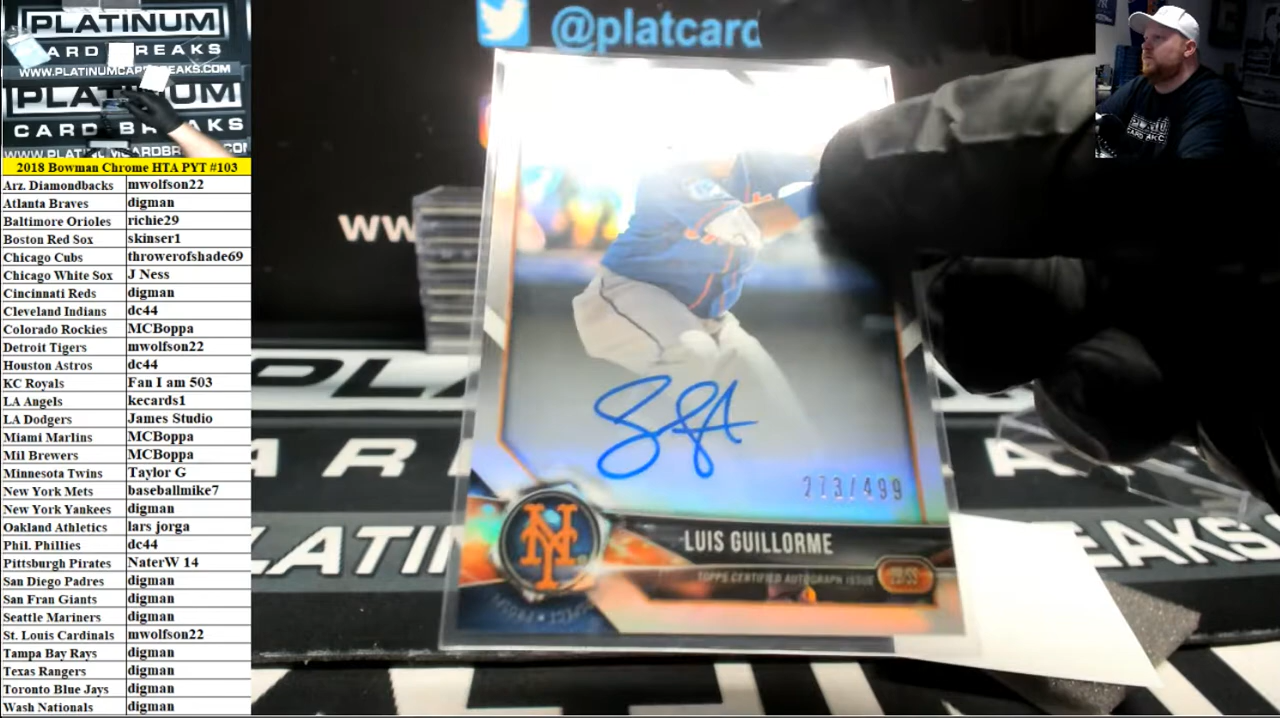 PLATINUM
ARD REAKS
WWW.PLATINUMCARDBREAKS.COM
PLATINUM
CARD BREAKS
2018 Bowman Chrome HTA PYT #103
Arz. Diamondbacks mwolfson22
Atlanta Braves digman
Baltimore Orioles richie29
Boston Red Sox skinser1
Chicago Cubs throwerofshade69
Chicago White Sox J Ness
Cincinnati Reds digman
Cleveland Indians dc44
Colorado Rockies MCBoppa
Detroit Tigers mwolfson22
Houston Astros dc44
KC Royals Fan I am 503
LA Angels kecards1
LA Dodgers James Studio
Miami Marlins MCBoppa
Mil Brewers MCBoppa
Minnesota Twins Taylor G
New York Mets baseballmike7
New York Yankees digman
Oakland Athletics lars jorga
Phil. Phillies dc44
Pittsburgh Pirates NaterW 14
San Diego Padres digman
San Fran Giants digman
Seattle Mariners digman
St. Louis Cardinals mwolfson22
Tampa Bay Rays digman
Texas Rangers digman
Toronto Blue Jays digman
Wash Nationals digman
@platcard
ww
273/499
NY
LUIS GUILLORME
TOPPS CERTIFIED AUTOGRAPH ISSUE
PLATINUM